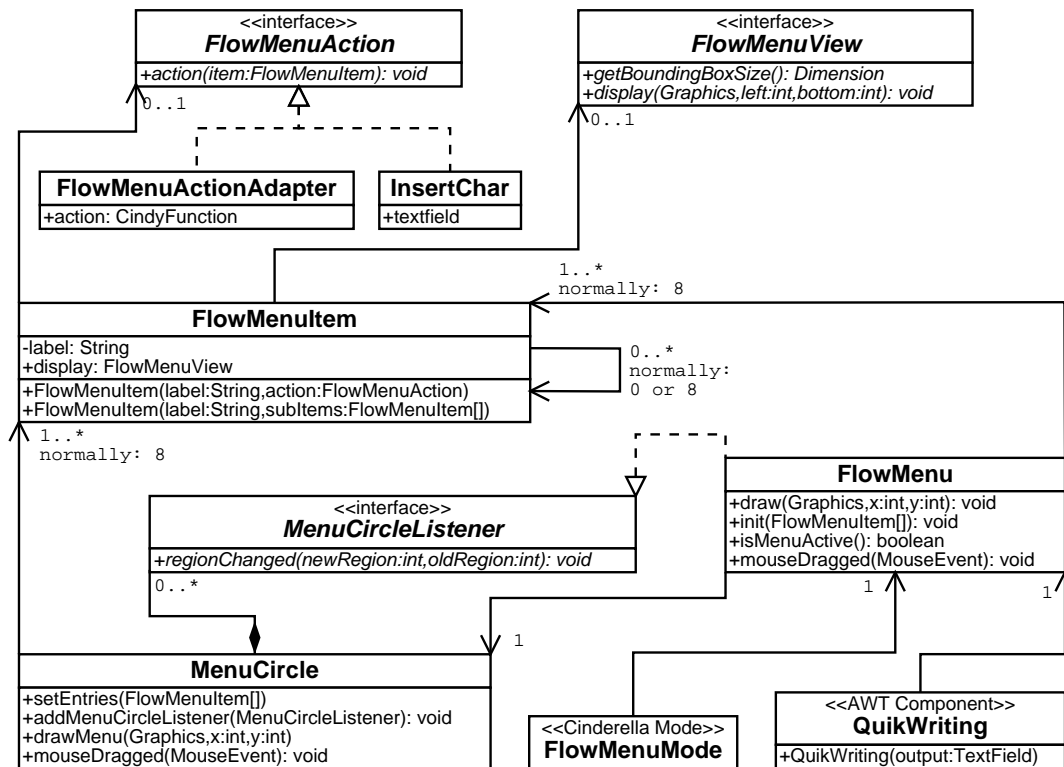 <<interface>>
FlowMenuAction
+action(item:FlowMenuItem): void
0..1
<<interface>>
FlowMenuView
+getBoundingBoxSize(): Dimension
+display(Graphics,left:int,bottom:int): void
0..1
FlowMenuActionAdapter
+action: CindyFunction
InsertChar
+textfield
1..*
normally: 8
FlowMenuItem
-label: String
+display: FlowMenuView
+FlowMenuItem(label:String,action:FlowMenuAction)
+FlowMenuItem(label:String,subItems:FlowMenuItem[])
0..*
normally:
0 or 8
1..*
normally: 8
<<interface>>
MenuCircleListener
+regionChanged(newRegion:int,oldRegion:int): void
0..*
FlowMenu
+draw(Graphics,x:int,y:int): void
+init(FlowMenuItem[]): void
+isMenuActive(): boolean
+mouseDragged(MouseEvent): void
1
1
1
MenuCircle
+setEntries(FlowMenuItem[])
+addMenuCircleListener(MenuCircleListener): void
+drawMenu(Graphics,x:int,y:int)
+mouseDragged(MouseEvent): void
<<Cinderella Mode>>
FlowMenuMode
<<AWT Component>>
QuikWriting
+QuikWriting(output:TextField)